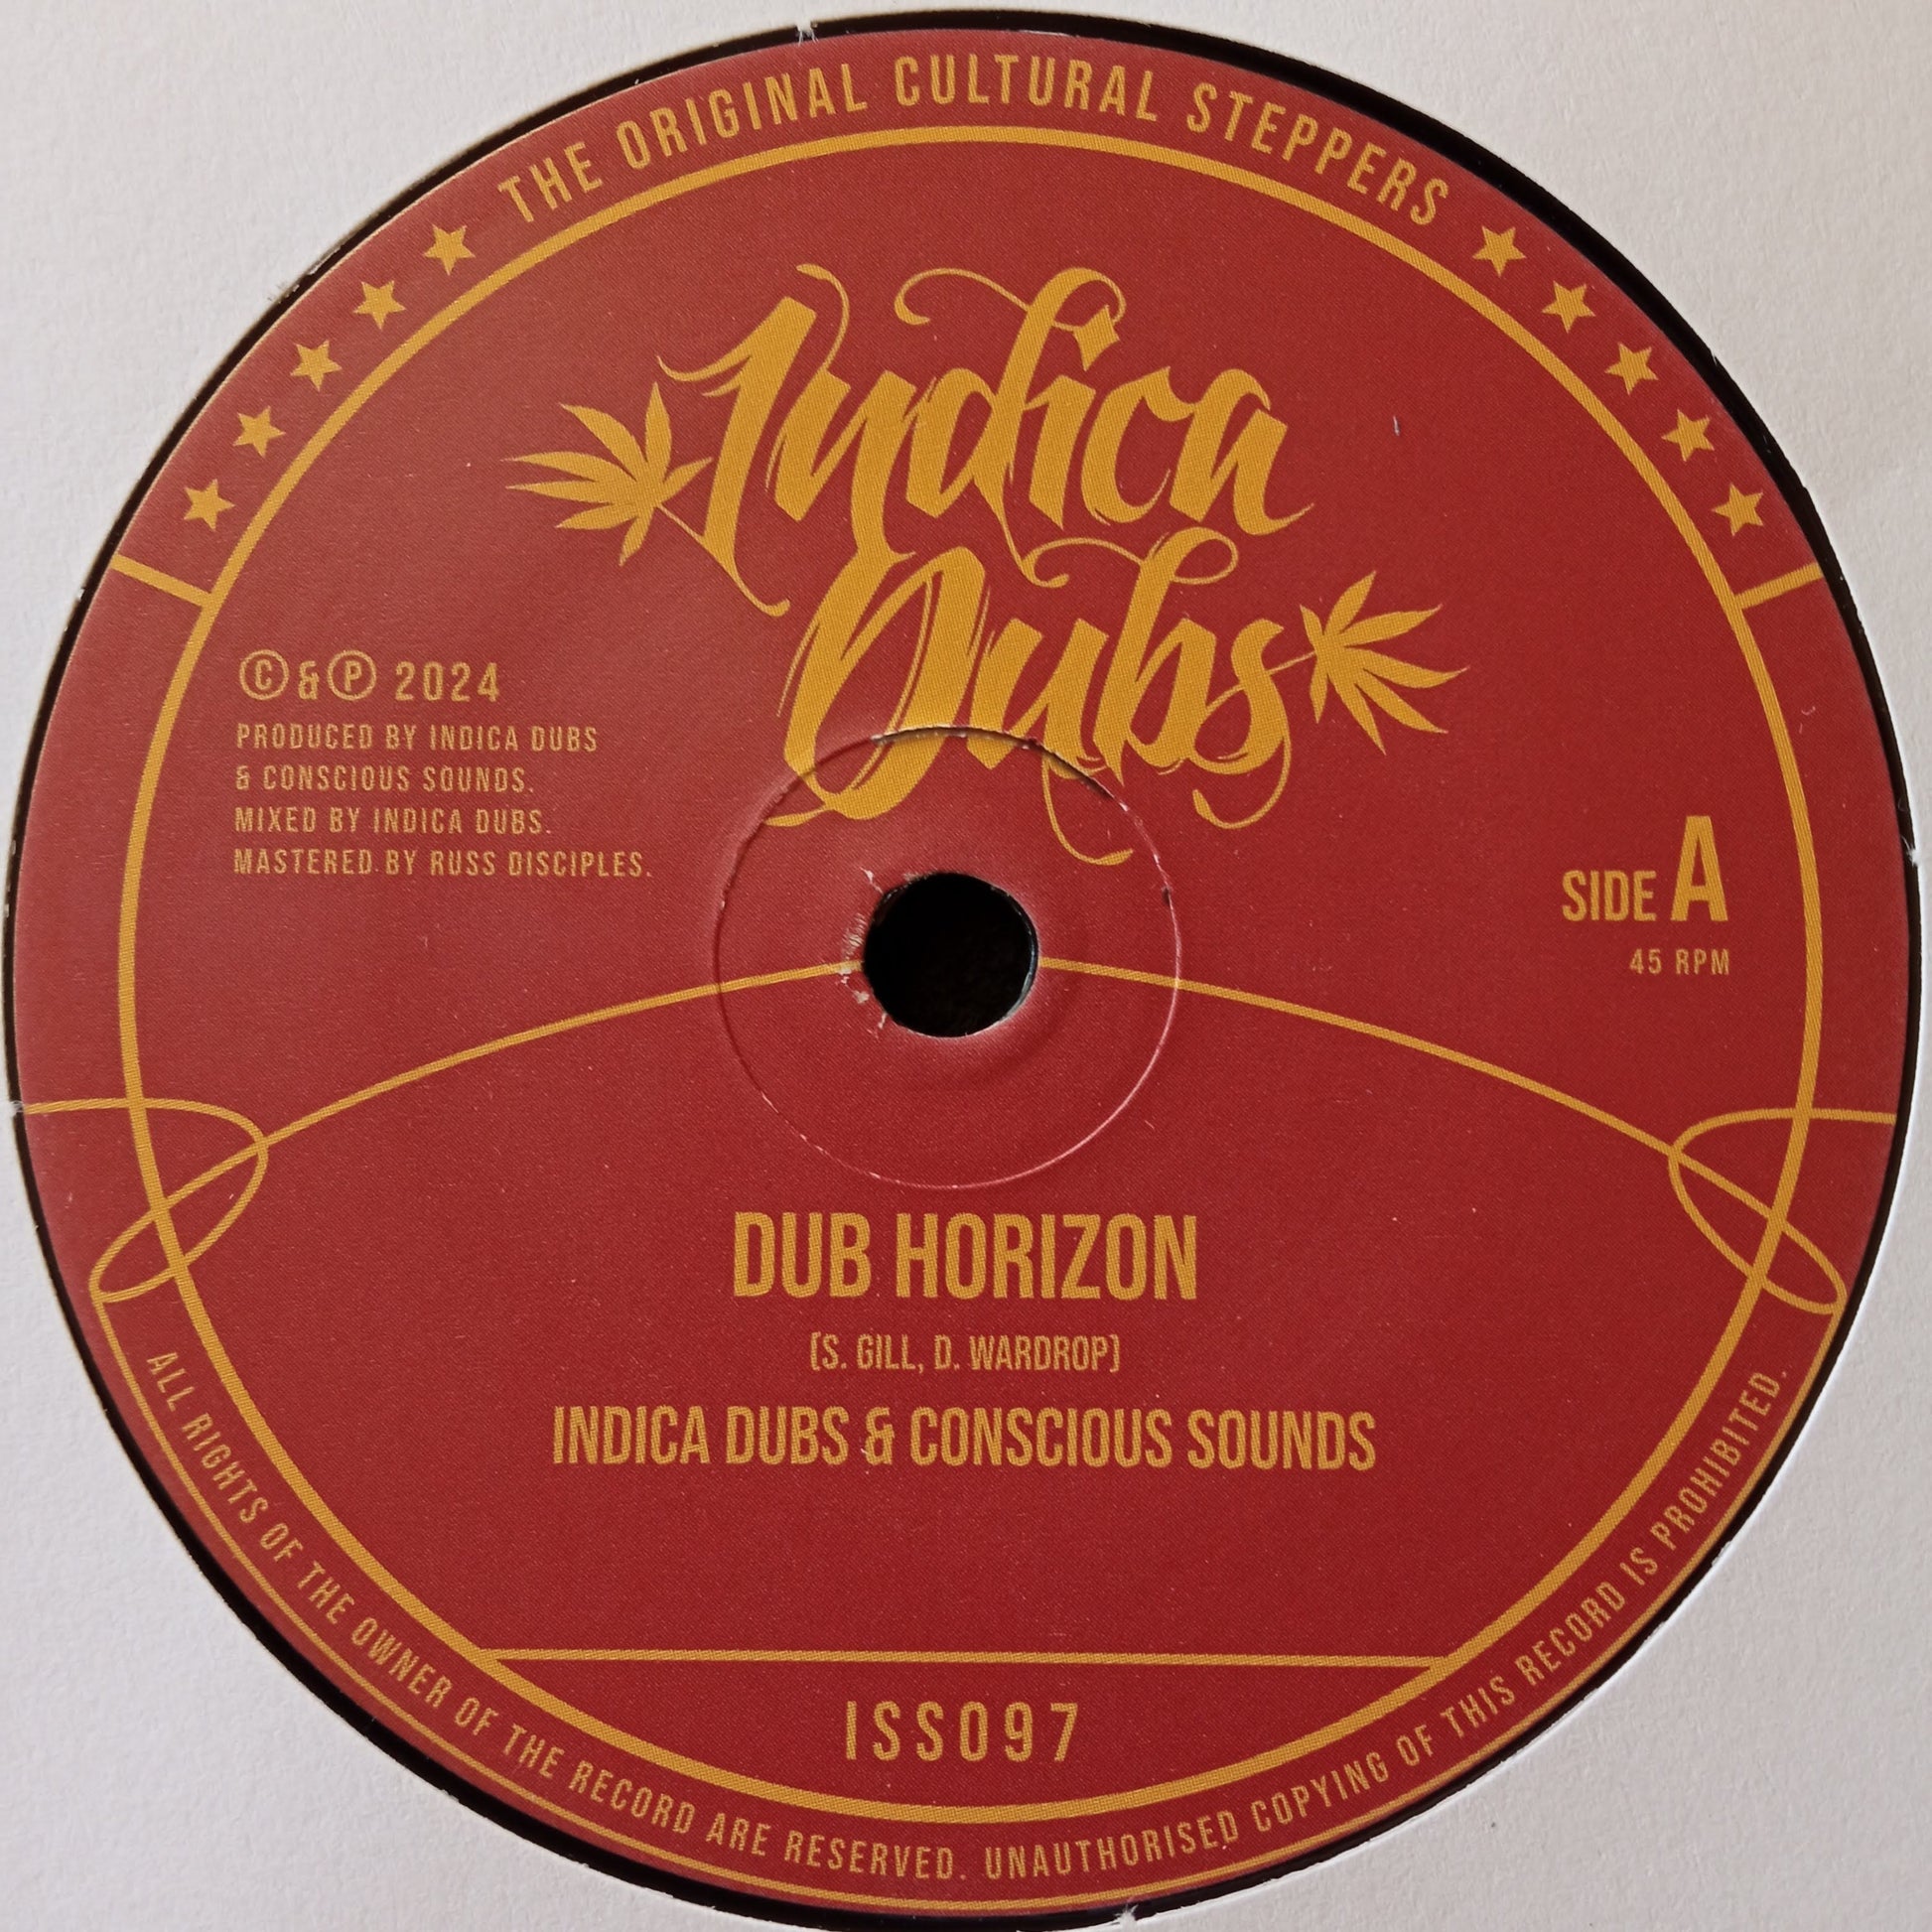 THE ORIGINAL CULTURAL STEPPERS
Indica
Dubs
Ⓒ & Ⓟ 2024
PRODUCED BY INDICA DUBS
& CONSCIOUS SOUNDS.
MIXED BY INDICA DUBS.
MASTERED BY RUSS DISCIPLES.
SIDE A
45 RPM
DUB HORIZON
(S. GILL, D. WARDROP)
INDICA DUBS & CONSCIOUS SOUNDS
ISS097
ALL RIGHTS OF THE OWNER OF THE RECORD ARE RESERVED. UNAUTHORISED COPYING OF THIS RECORD IS PROHIBITED.